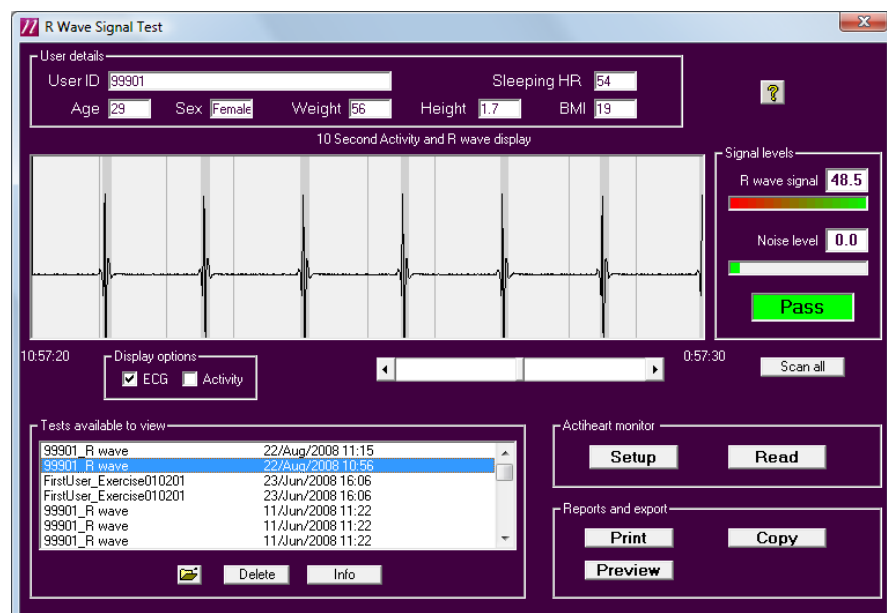 R Wave Signal Test
User details
User ID 99901 Sleeping HR 54
Age 29 Sex Female Weight 56 Height 1.7 BMI 19
?
10 Second Activity and R wave display
Signal levels
R wave signal 48.5
Noise level 0.0
Pass
10:57:20 0:57:30
Display options
ECG Activity
Scan all
Tests available to view
99901_R wave 22/Aug/2008 11:15
99901_R wave 22/Aug/2008 10:56
FirstUser_Exercise010201 23/Jun/2008 16:06
FirstUser_Exercise010201 23/Jun/2008 16:06
99901_R wave 11/Jun/2008 11:22
99901_R wave 11/Jun/2008 11:22
99901_R wave 11/Jun/2008 11:22
Delete Info
Actiheart monitor
Setup Read
Reports and export
Print Copy
Preview